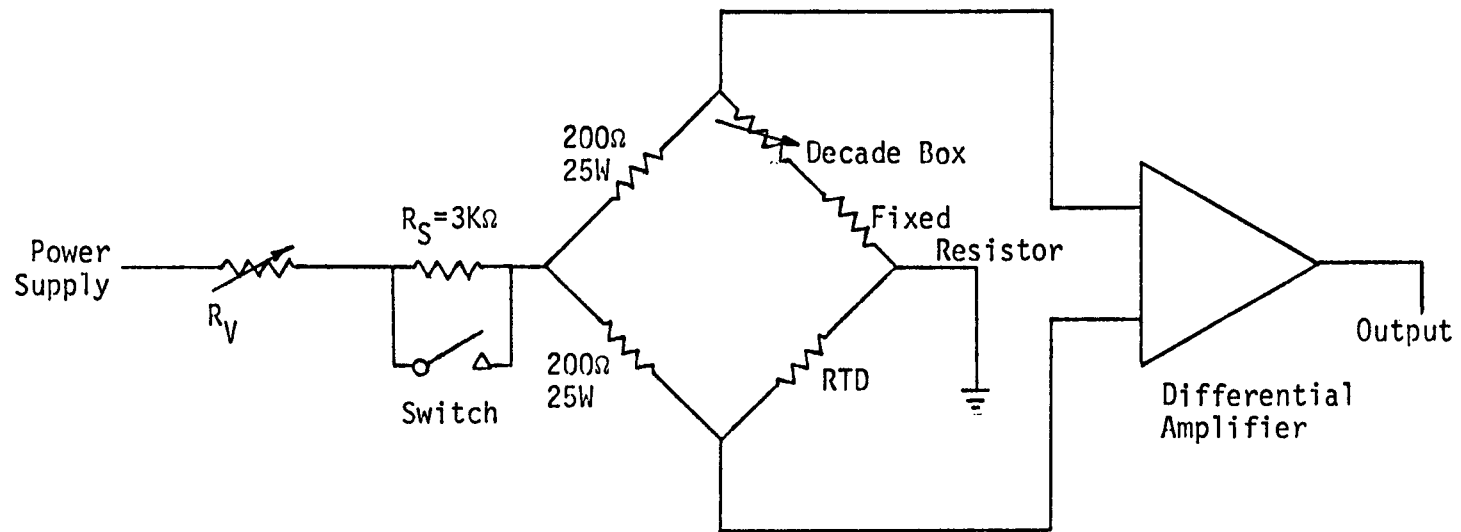 200Ω
25W
Decade Box
R_S=3KΩ
Fixed
Resistor
Power
Supply
R_V
Switch
200Ω
25W
RTD
Output
Differential
Amplifier